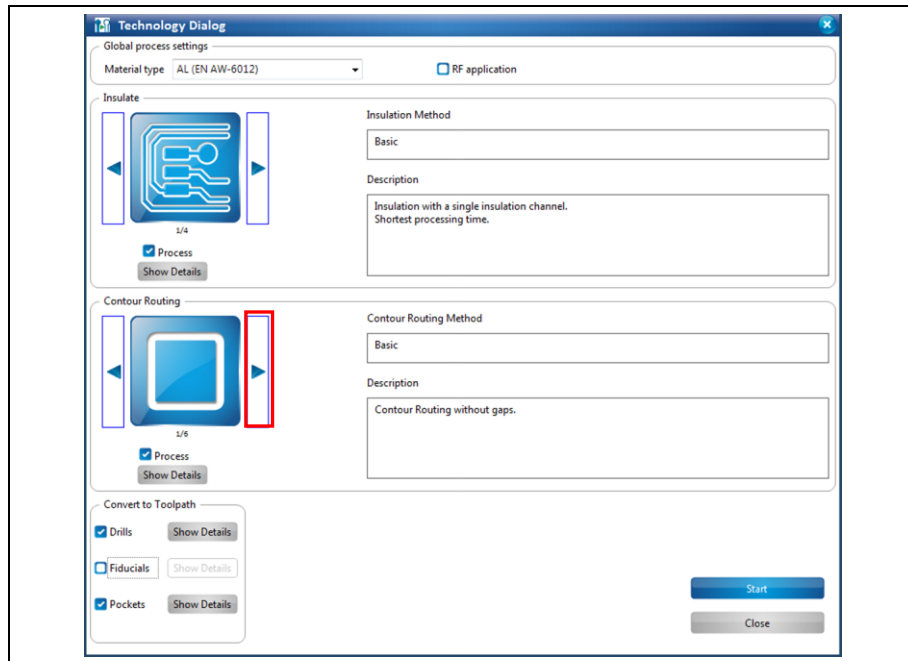 Technology Dialog
Global process settings
Material type AL (EN AW-6012) RF application
Insulate
Insulation Method
Basic
Description
Insulation with a single insulation channel.
Shortest processing time.
1/4
Process
Show Details
Contour Routing
Contour Routing Method
Basic
Description
Contour Routing without gaps.
1/6
Process
Show Details
Convert to Toolpath
Drills Show Details
Fiducials Show Details
Pockets Show Details
Start
Close